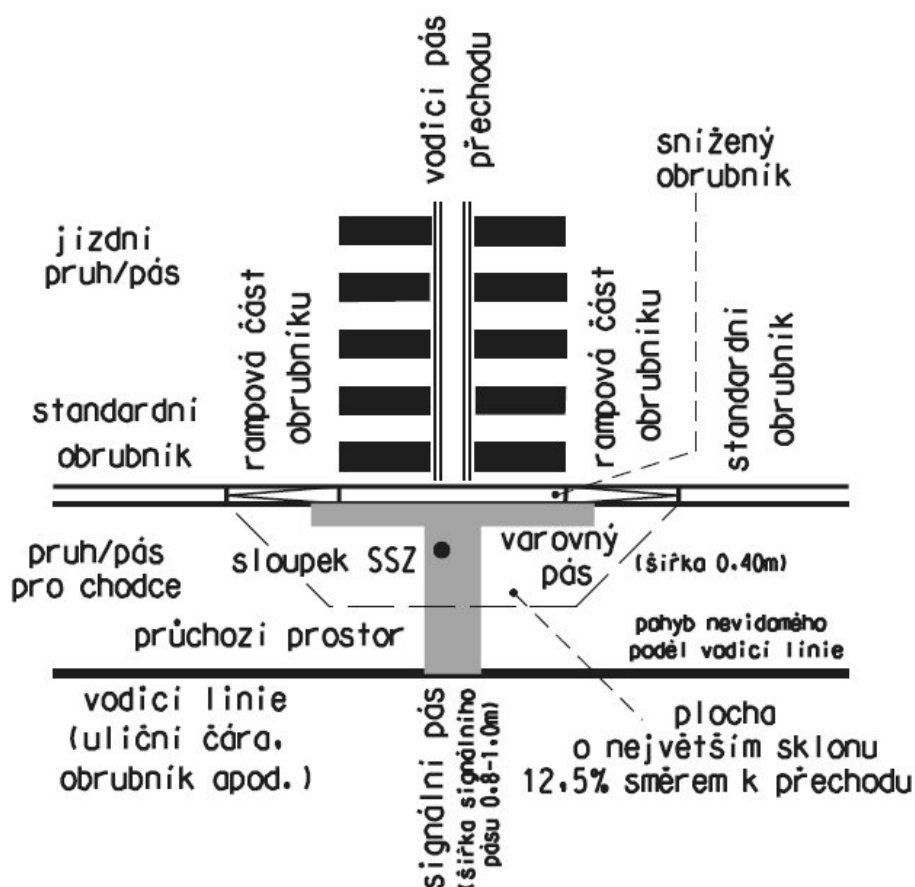 vodicí pás
přechodu
snížený
obrubník
jízdní
pruh/pás
rampová část
obrubníku
rampová část
obrubníku
standardní
obrubník
standardní
obrubník
pruh/pás
pro chodce
sloupek SSZ
varovný
pás
(šířka 0.40m)
průchozí prostor
pohyb nevidomého
podél vodicí linie
vodicí linie
(uliční čára,
obrubník apod.)
signální pás
(šířka signálního
pásu 0.8-1.0m)
plocha
o největším sklonu
12,5% směrem k přechodu